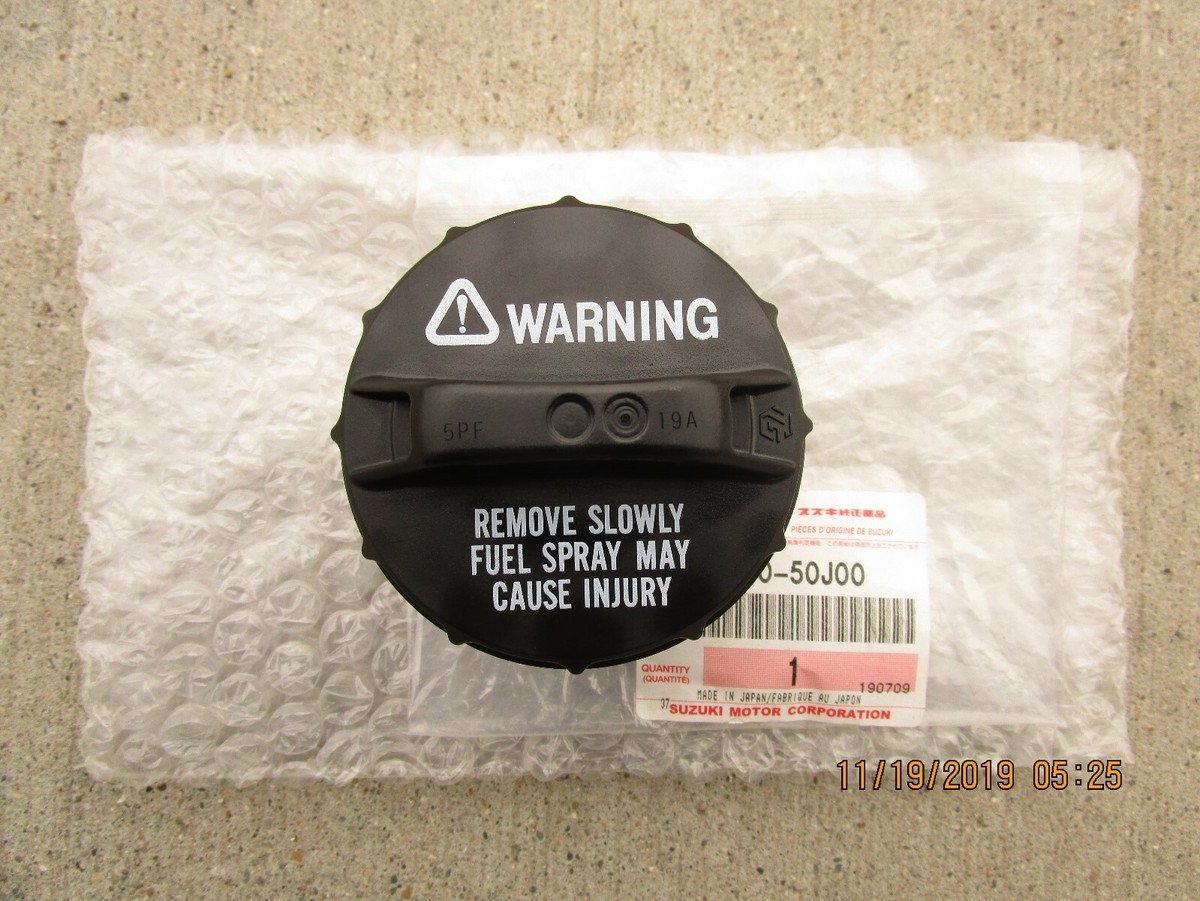 WARNING
5PF 19A
REMOVE SLOWLY
FUEL SPRAY MAY
CAUSE INJURY
スズキ純正部品
PIÈCES D'ORIGINE DE SUZUKI
0-50J00
QUANTITY
(QUANTITÉ)
1
190709
MADE IN JAPAN/FABRIQUE AU JAPON
37
SUZUKI MOTOR CORPORATION
11/19/2019 05:25